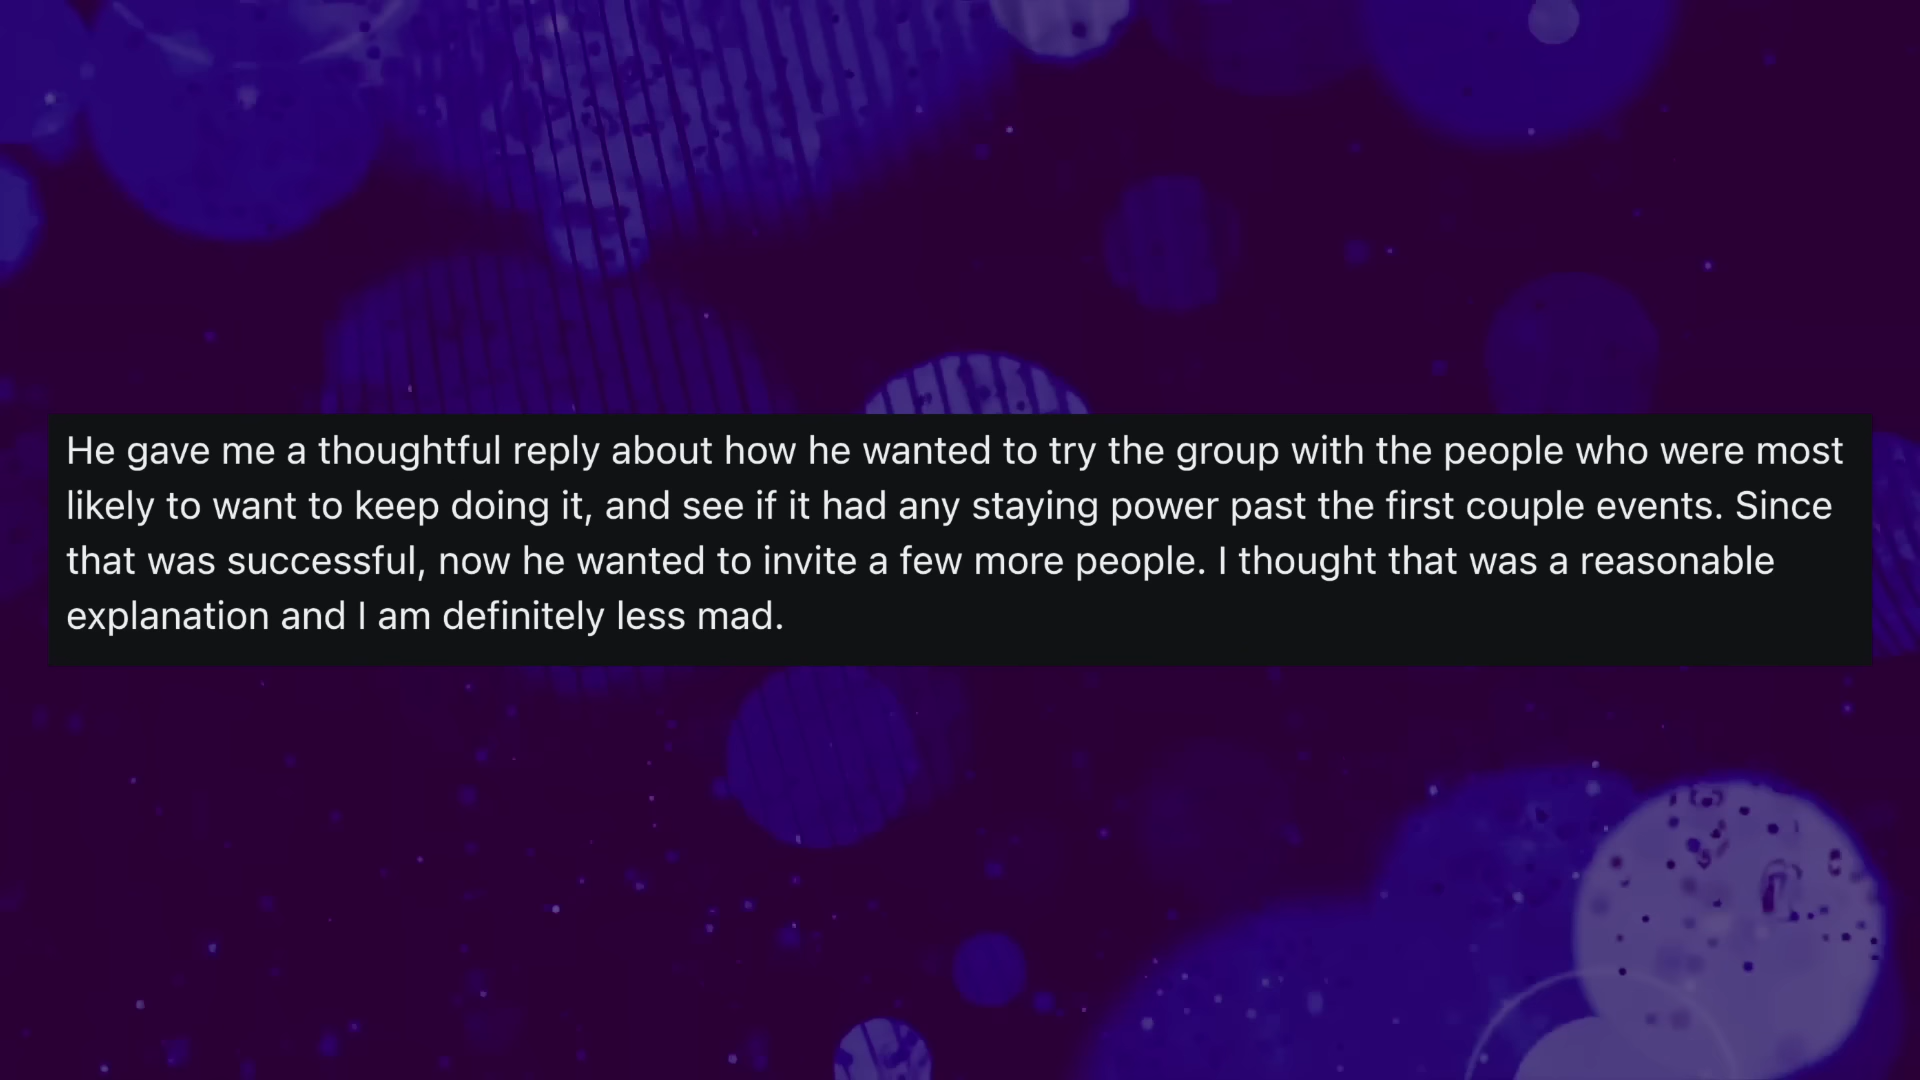 He gave me a thoughtful reply about how he wanted to try the group with the people who were most
likely to want to keep doing it, and see if it had any staying power past the first couple events. Since
that was successful, now he wanted to invite a few more people. I thought that was a reasonable
explanation and I am definitely less mad.